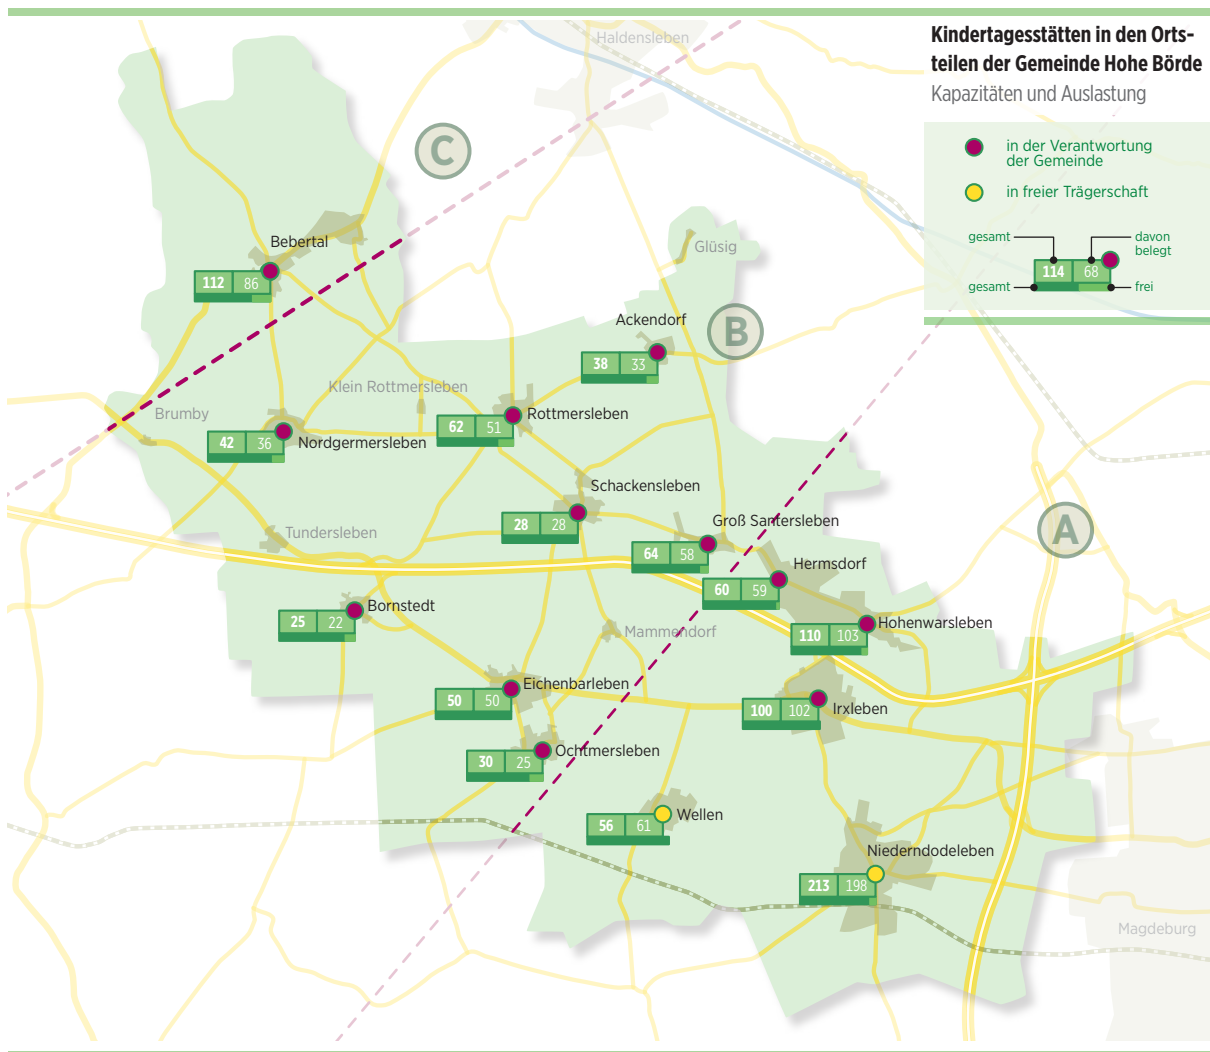 Kindertagesstätten in den Orts-
teilen der Gemeinde Hohe Börde
Kapazitäten und Auslastung
in der Verantwortung
der Gemeinde
in freier Trägerschaft
gesamt
davon
belegt
114 68
gesamt
frei
Haldensleben
C
Glüsig
Bebertal
112 86
B
Ackendorf
38 33
Klein Rottmersleben
Brumby
Rottmersleben
62 51
Nordgermersleben
42 36
Schackensleben
28 28
Tundersleben
Groß Santersleben
64 58
A
Hermsdorf
60 59
Bornstedt
25 22
Mammendorf
Hohenwarsleben
110 103
Eichenbarleben
50 50
Irxleben
100 102
Ochtmersleben
30 25
Wellen
56 61
Niederndodeleben
213 198
Magdeburg